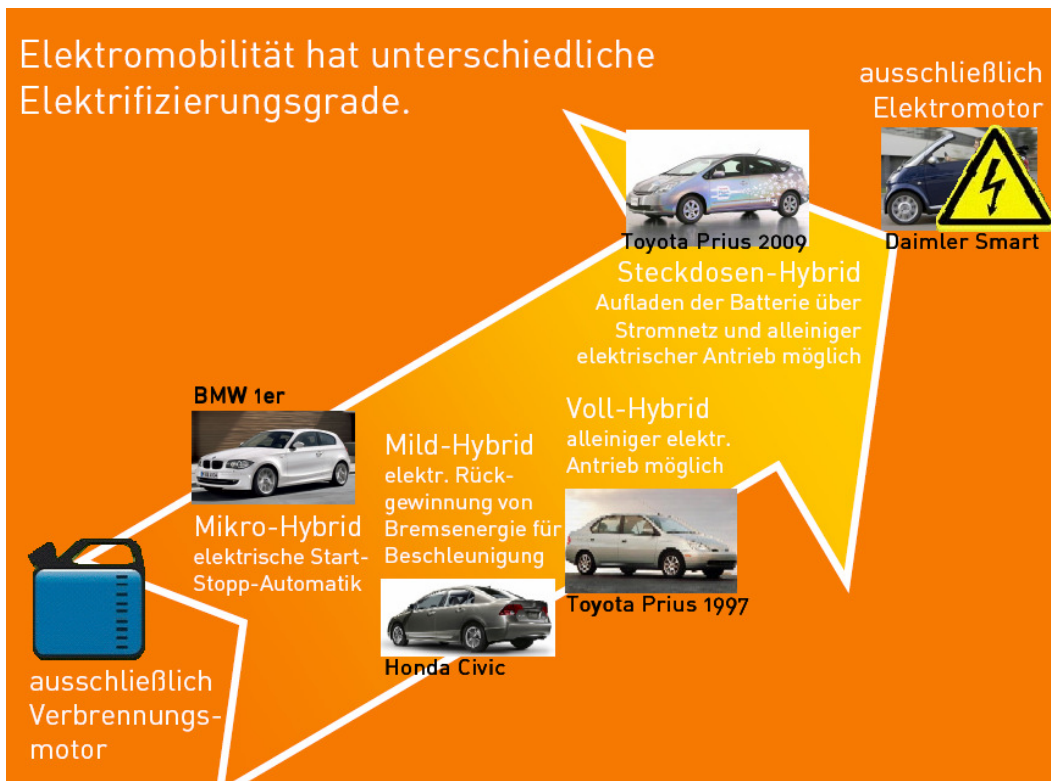 Elektromobilität hat unterschiedliche
Elektrifizierungsgrade.
ausschließlich
Elektromotor
Daimler Smart
Toyota Prius 2009
Steckdosen-Hybrid
Aufladen der Batterie über
Stromnetz und alleiniger
elektrischer Antrieb möglich
BMW 1er
Mikro-Hybrid
elektrische Start-
Stopp-Automatik
Mild-Hybrid
elektr. Rück-
gewinnung von
Bremsenergie für
Beschleunigung
Honda Civic
Voll-Hybrid
alleiniger elektr.
Antrieb möglich
Toyota Prius 1997
ausschließlich
Verbrennungs-
motor